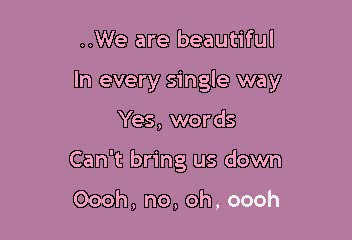 ..We are beautiful
In every single way
Yes, words
Can't bring us down
Oooh, no, oh, oooh